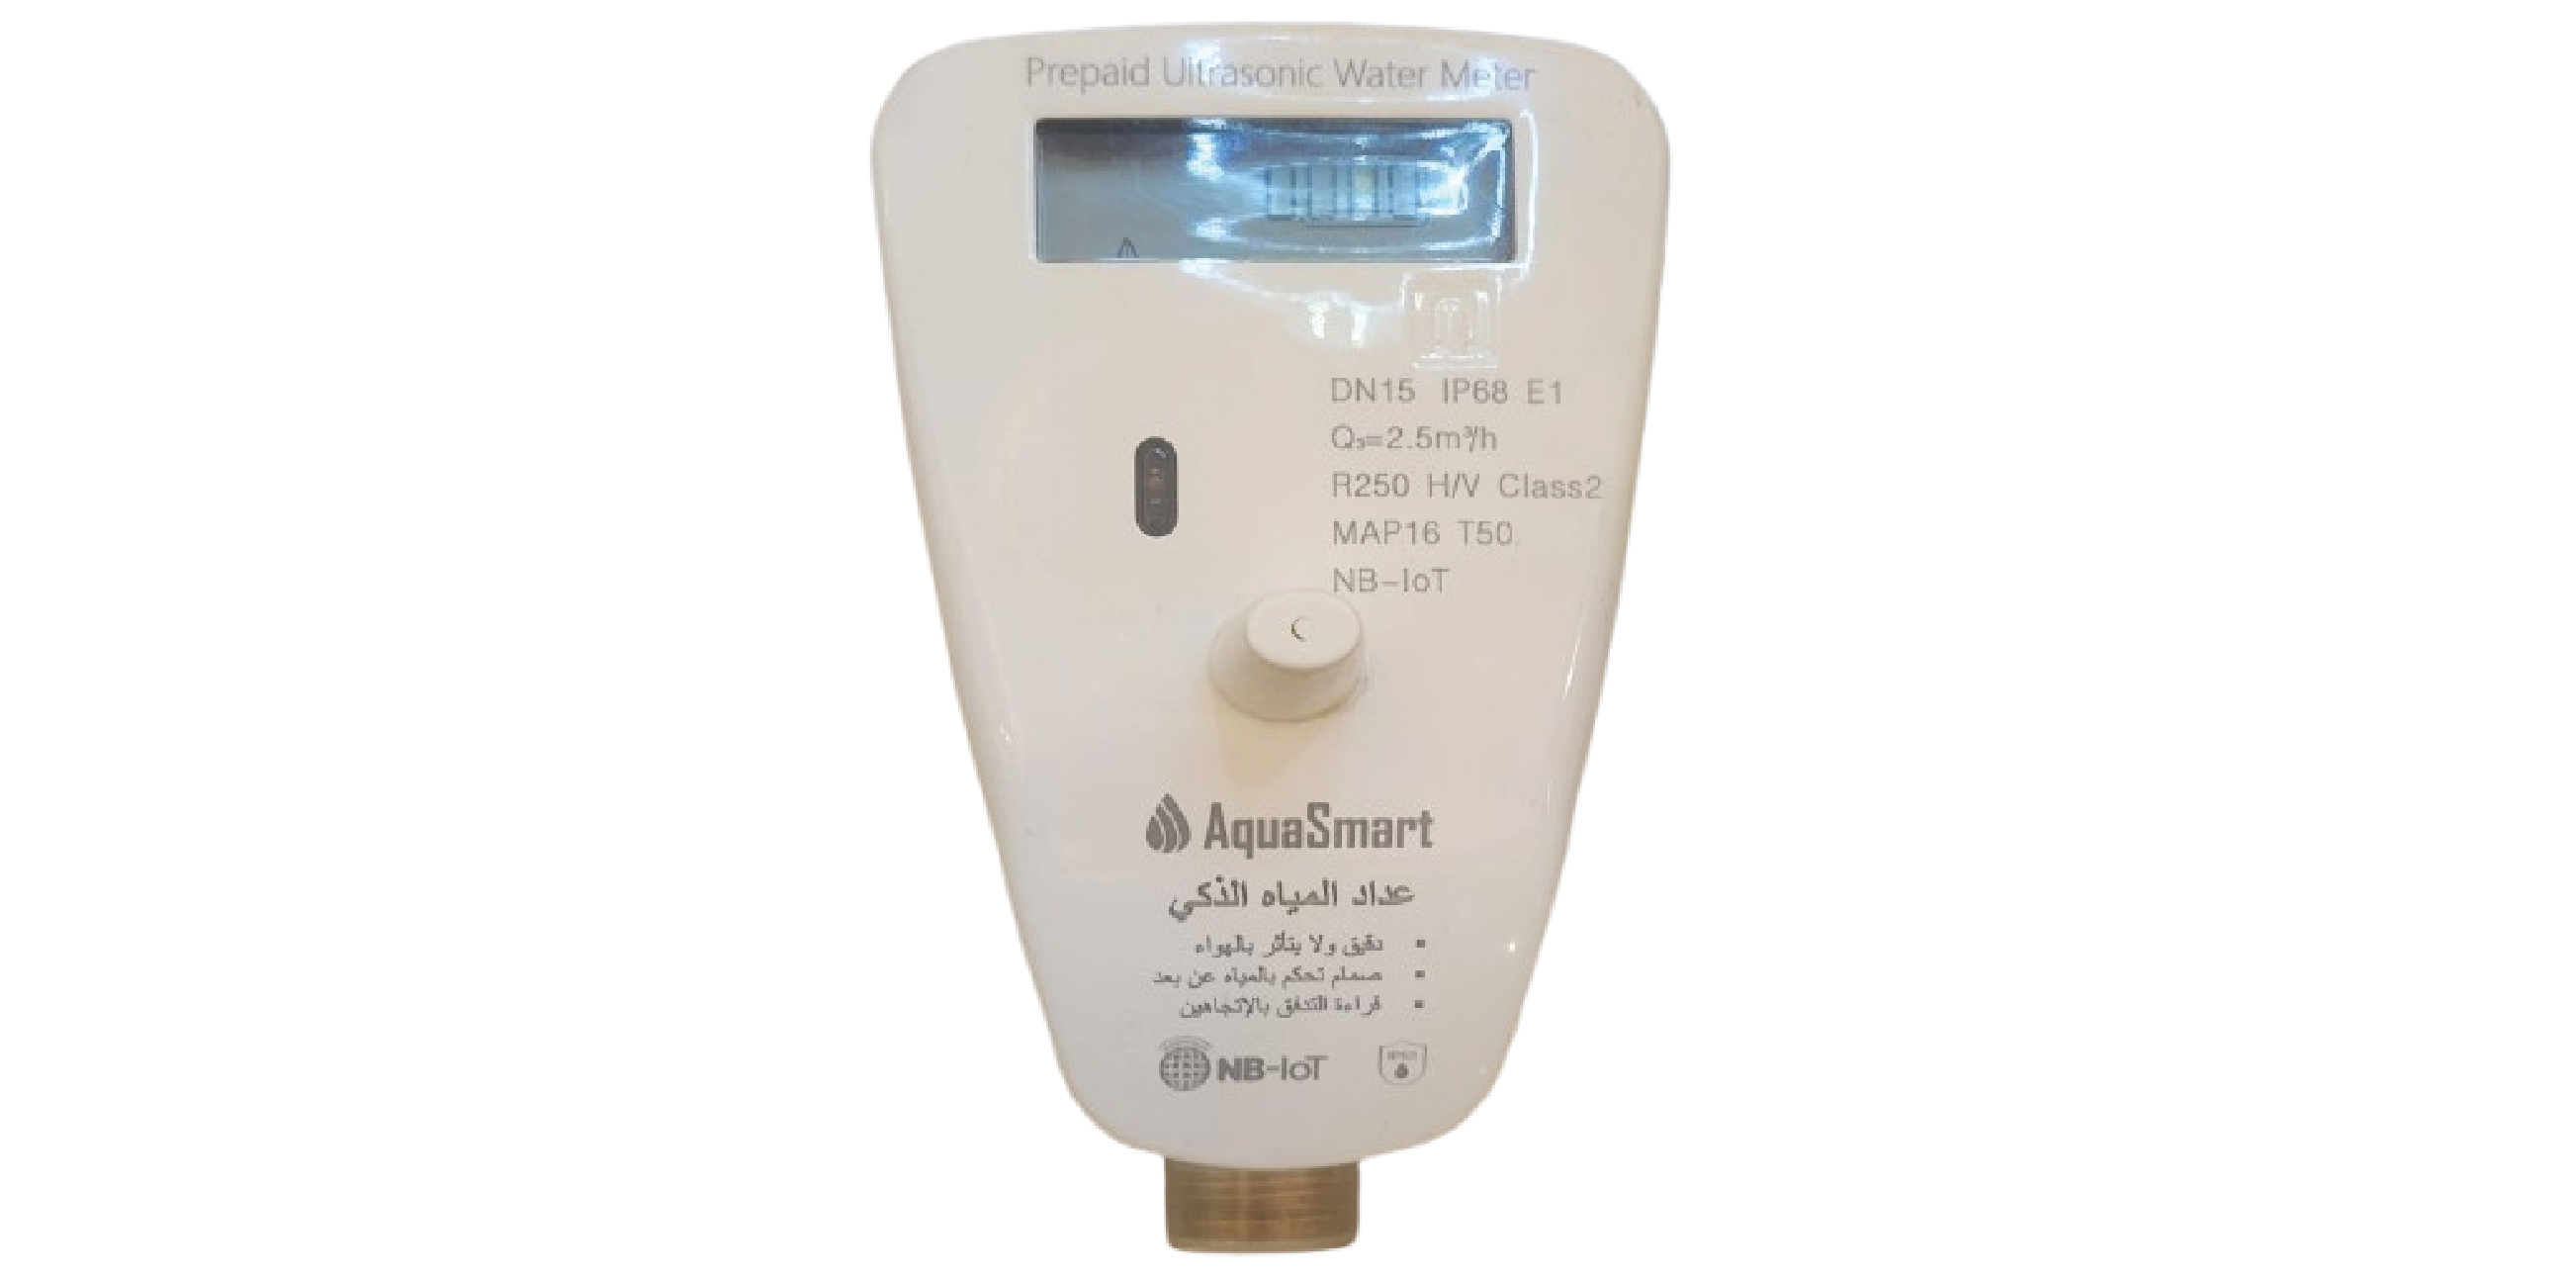 Prepaid Ultrasonic Water Meter
DN15 IP68 E1
Q₃=2.5m³/h
R250 H/V Class2
MAP16 T50
NB-IoT
AquaSmart
عداد المياه الذكي
▪ دقيق ولا يتأثر بالهواء
▪ صمام تحكم بالمياه عن بعد
▪ قراءة التدفق بالإتجاهين
NB-IoT